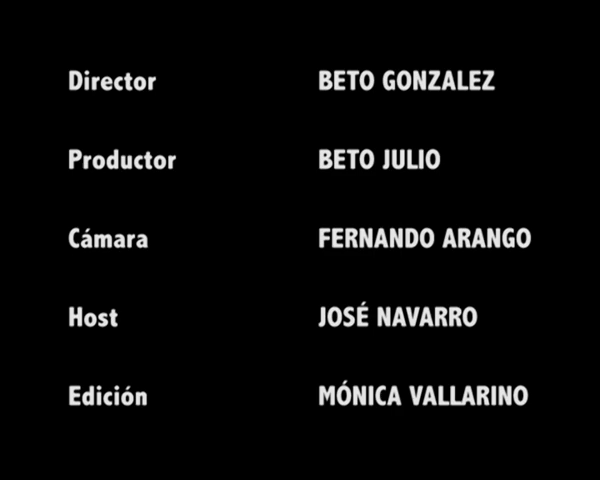 Director BETO GONZALEZ
Productor BETO JULIO
Cámara FERNANDO ARANGO
Host JOSÉ NAVARRO
Edición MÓNICA VALLARINO